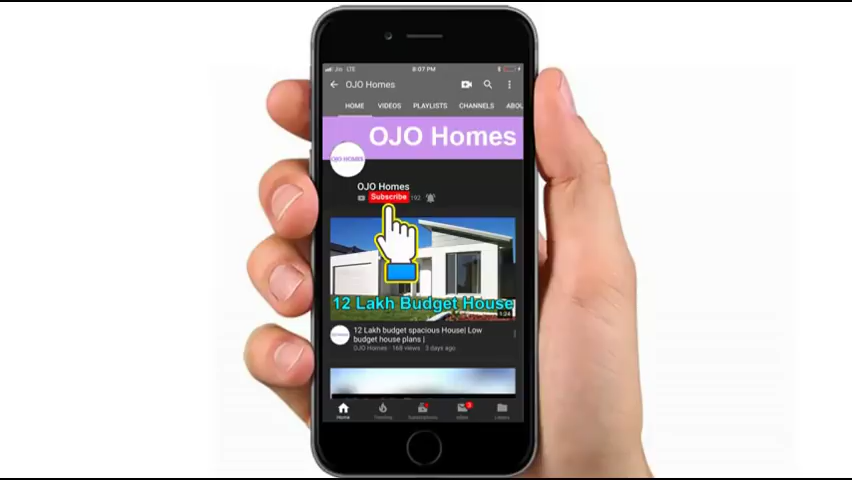 Jio LTE 8:07 PM
OJO Homes
HOME VIDEOS PLAYLISTS CHANNELS ABOU
OJO Homes
OJO HOMES
OJO Homes
Subscribe 192
12 Lakh Budget House
1:24
12 Lakh budget spacious House| Low
budget house plans |
OJO Homes · 168 views · 3 days ago
Home Trending Subscriptions Library